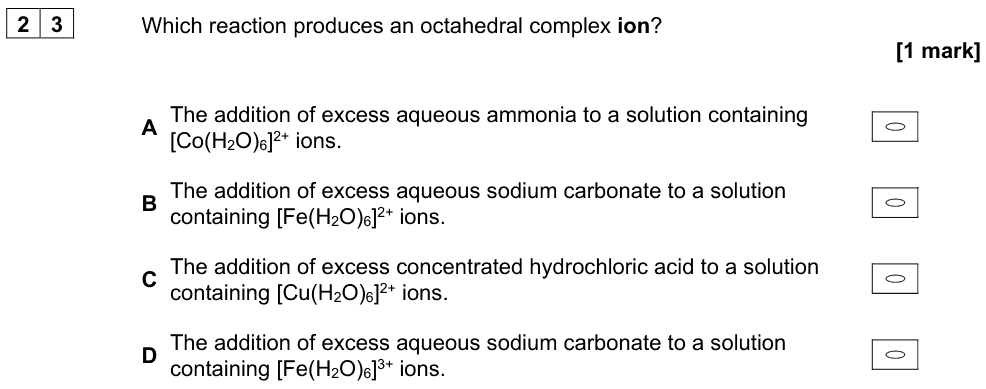 2 3 Which reaction produces an octahedral complex ion?
[1 mark]
A The addition of excess aqueous ammonia to a solution containing
[Co(H₂O)₆]²⁺ ions.
B The addition of excess aqueous sodium carbonate to a solution
containing [Fe(H₂O)₆]²⁺ ions.
C The addition of excess concentrated hydrochloric acid to a solution
containing [Cu(H₂O)₆]²⁺ ions.
D The addition of excess aqueous sodium carbonate to a solution
containing [Fe(H₂O)₆]³⁺ ions.